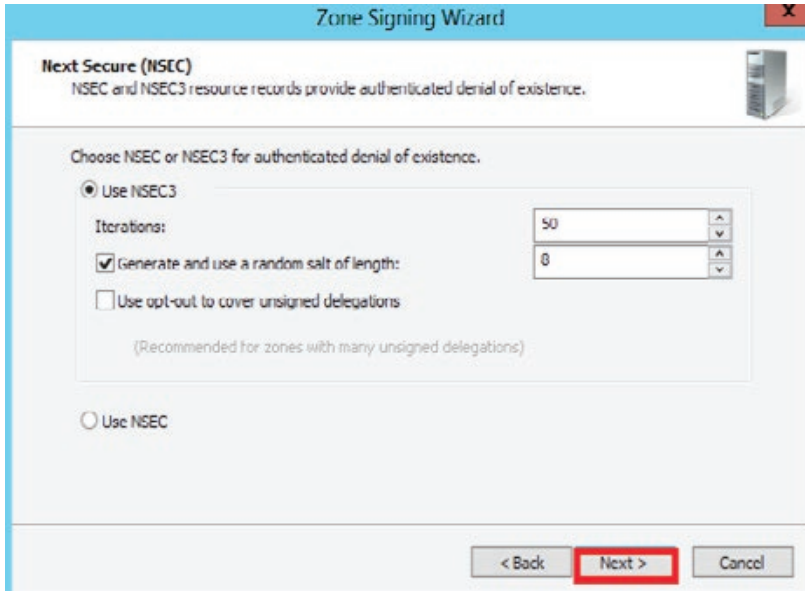 Zone Signing Wizard
x
Next Secure (NSEC)
NSEC and NSEC3 resource records provide authenticated denial of existence.
Choose NSEC or NSEC3 for authenticated denial of existence.
Use NSEC3
Iterations: 50
Generate and use a random salt of length: 8
Use opt-out to cover unsigned delegations
(Recommended for zones with many unsigned delegations)
Use NSEC
< Back Next > Cancel